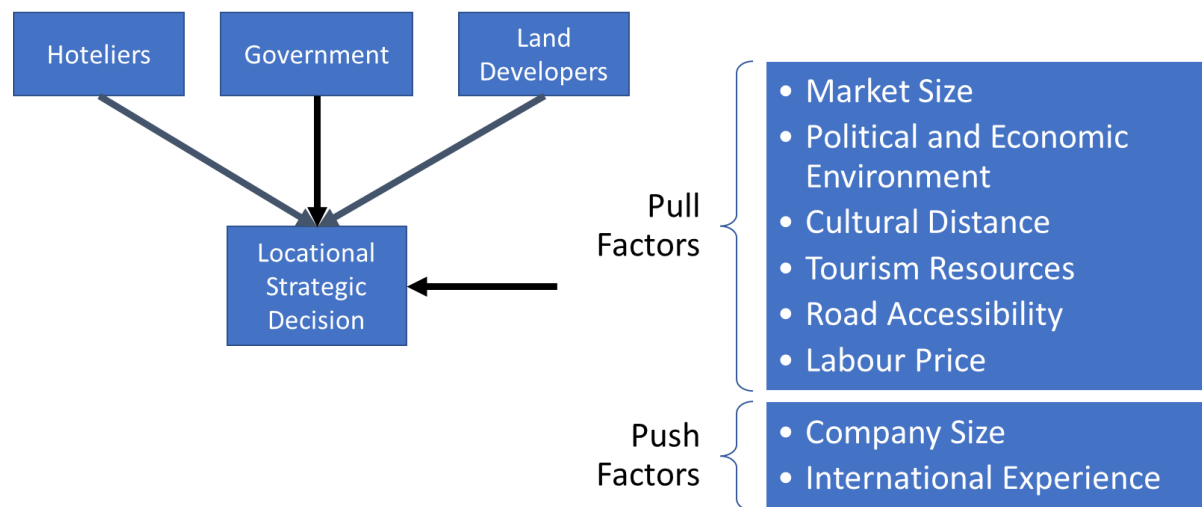 Hoteliers
Government
Land
Developers
Locational
Strategic
Decision
Pull
Factors
• Market Size
• Political and Economic
Environment
• Cultural Distance
• Tourism Resources
• Road Accessibility
• Labour Price
Push
Factors
• Company Size
• International Experience